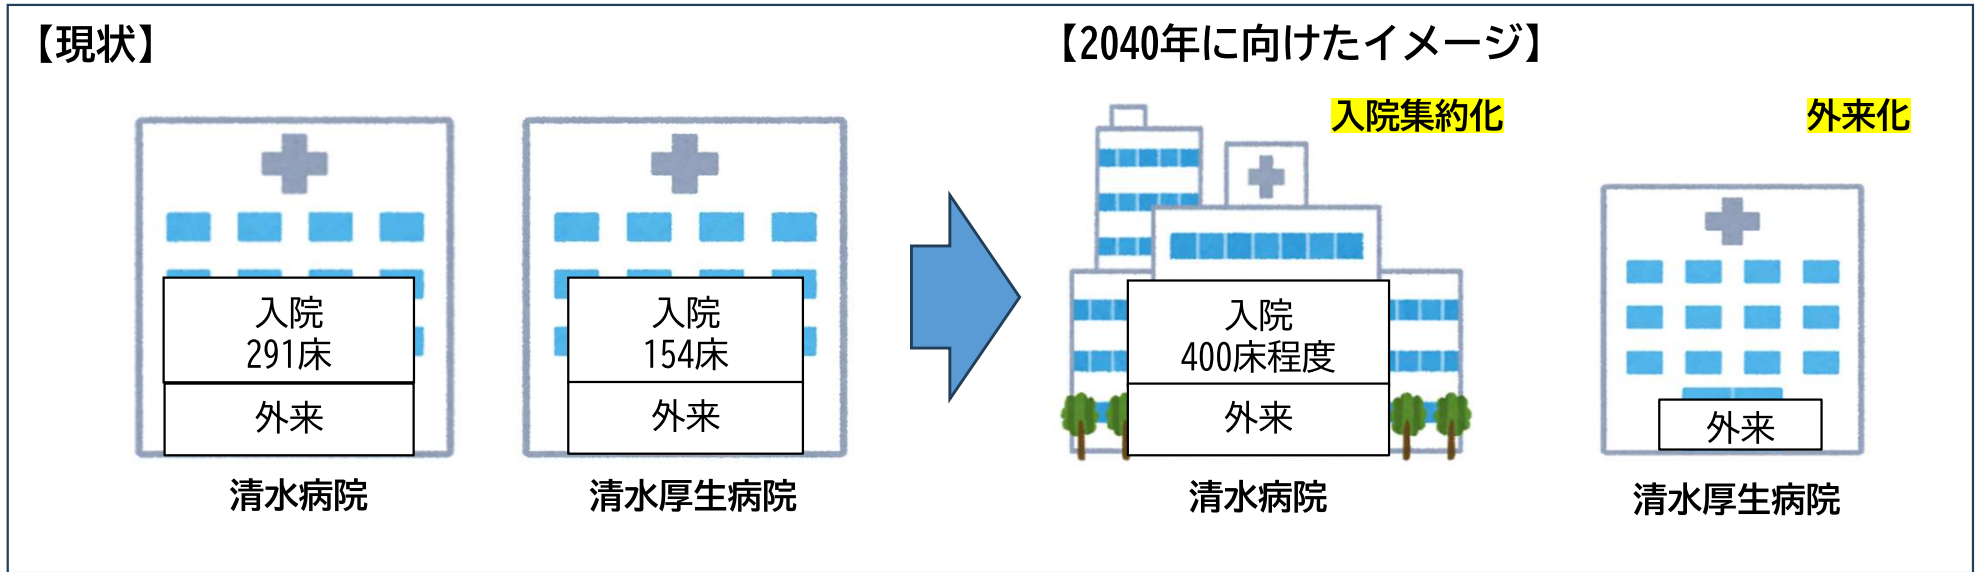 【現状】
入院
291床
外来
清水病院
入院
154床
外来
清水厚生病院
【2040年に向けたイメージ】
入院集約化
入院
400床程度
外来
清水病院
外来化
外来
清水厚生病院